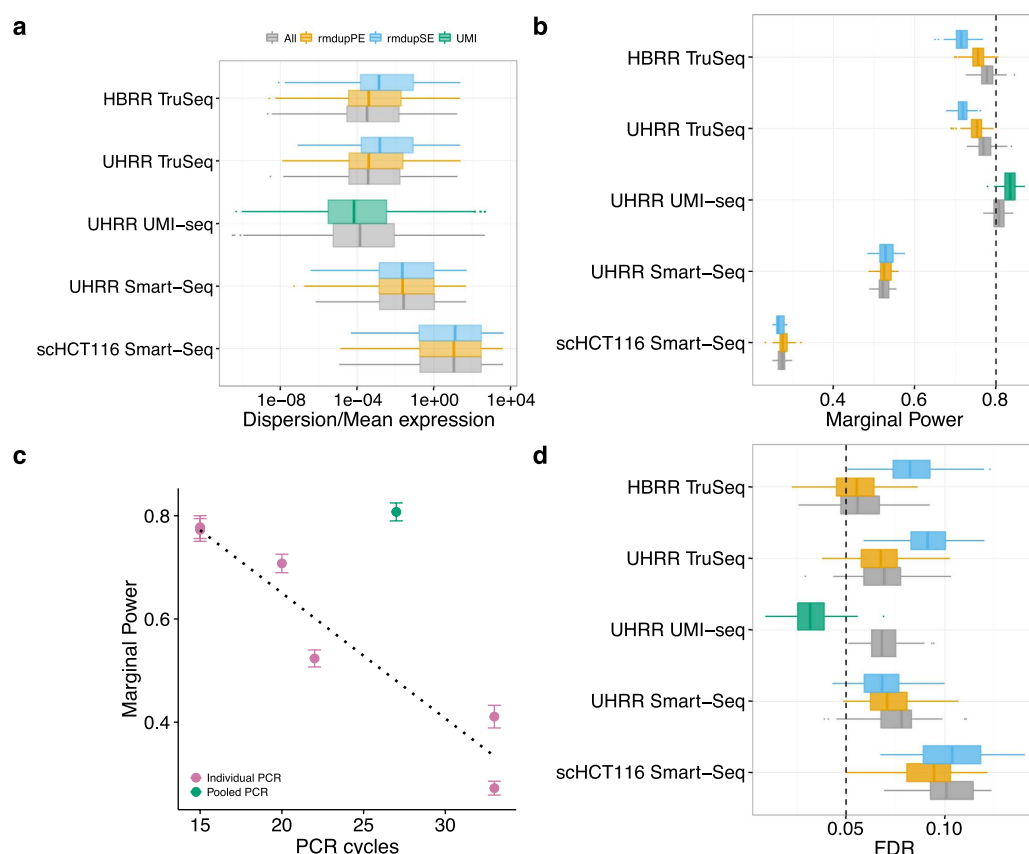 a
All rmdupPE rmdupSE UMI
HBRR TruSeq
UHRR TruSeq
UHRR UMI−seq
UHRR Smart−Seq
scHCT116 Smart−Seq
1e−08 1e−04 1e+00 1e+04
Dispersion/Mean expression
b
HBRR TruSeq
UHRR TruSeq
UHRR UMI−seq
UHRR Smart−Seq
scHCT116 Smart−Seq
0.4 0.6 0.8
Marginal Power
c
Marginal Power
0.8
0.6
0.4
Individual PCR
Pooled PCR
15 20 25 30
PCR cycles
d
HBRR TruSeq
UHRR TruSeq
UHRR UMI−seq
UHRR Smart−Seq
scHCT116 Smart−Seq
0.05 0.10
FDR